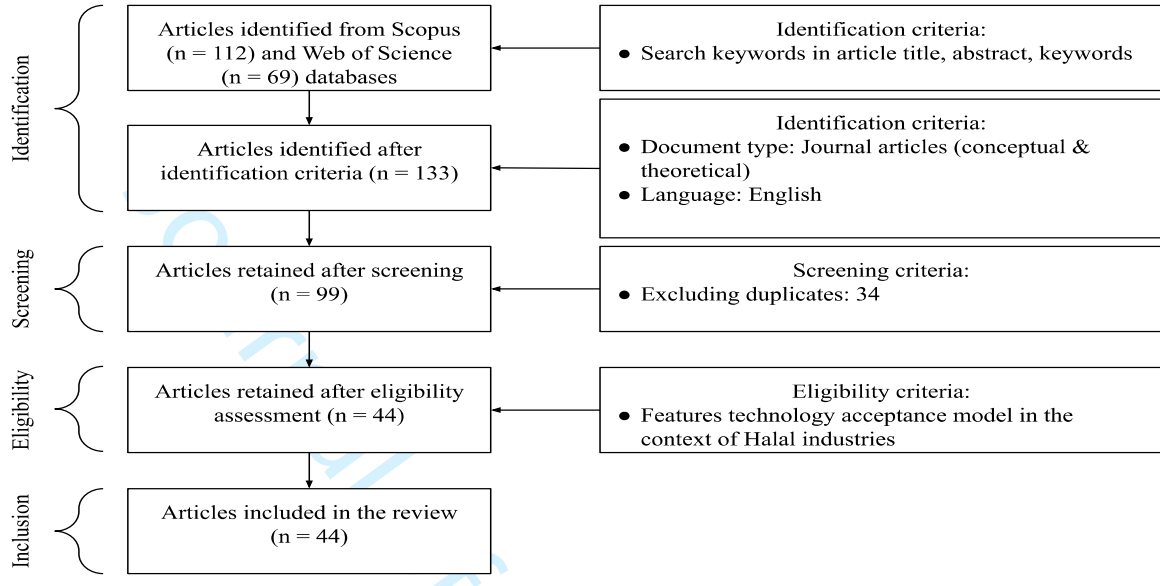 Identification
Articles identified from Scopus
(n = 112) and Web of Science
(n = 69) databases
Identification criteria:
● Search keywords in article title, abstract, keywords
Articles identified after
identification criteria (n = 133)
Identification criteria:
● Document type: Journal articles (conceptual &
theoretical)
● Language: English
Screening
Articles retained after screening
(n = 99)
Screening criteria:
● Excluding duplicates: 34
Eligibility
Articles retained after eligibility
assessment (n = 44)
Eligibility criteria:
● Features technology acceptance model in the
context of Halal industries
Inclusion
Articles included in the review
(n = 44)